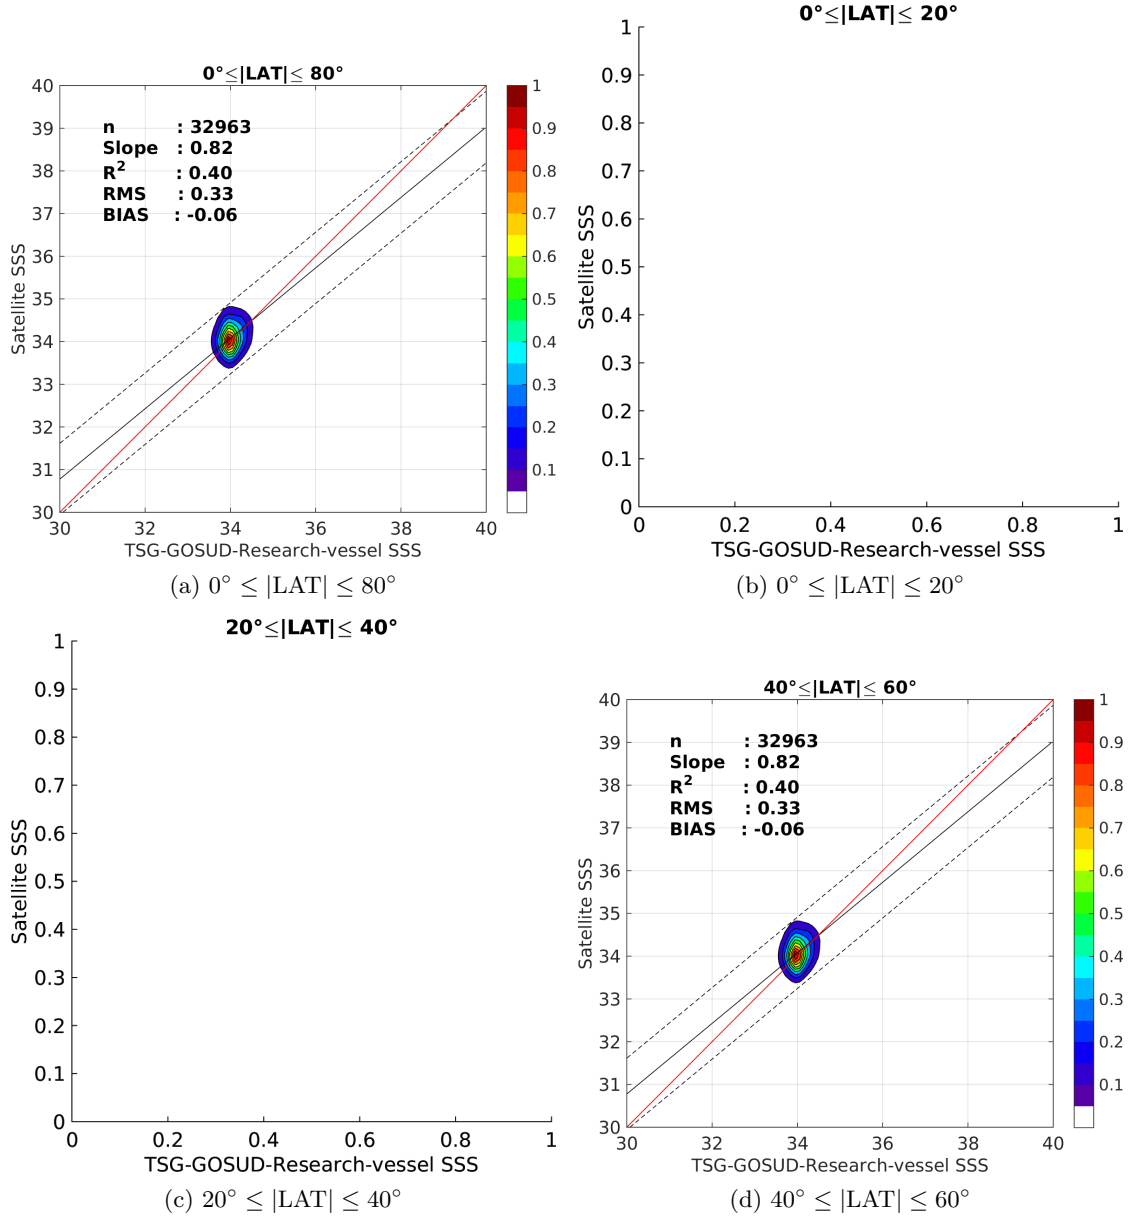 0°≤|LAT|≤ 80°
n : 32963
Slope : 0.82
R² : 0.40
RMS : 0.33
BIAS : -0.06
40
39
38
37
36
35
34
33
32
31
30
30 32 34 36 38 40
Satellite SSS
TSG-GOSUD-Research-vessel SSS
1
0.9
0.8
0.7
0.6
0.5
0.4
0.3
0.2
0.1
(a) 0° ≤ |LAT| ≤ 80°
0°≤|LAT|≤ 20°
1
0.9
0.8
0.7
0.6
0.5
0.4
0.3
0.2
0.1
0
0 0.2 0.4 0.6 0.8 1
Satellite SSS
TSG-GOSUD-Research-vessel SSS
(b) 0° ≤ |LAT| ≤ 20°
20°≤|LAT|≤ 40°
1
0.9
0.8
0.7
0.6
0.5
0.4
0.3
0.2
0.1
0
0 0.2 0.4 0.6 0.8 1
Satellite SSS
TSG-GOSUD-Research-vessel SSS
(c) 20° ≤ |LAT| ≤ 40°
40°≤|LAT|≤ 60°
n : 32963
Slope : 0.82
R² : 0.40
RMS : 0.33
BIAS : -0.06
40
39
38
37
36
35
34
33
32
31
30
30 32 34 36 38 40
Satellite SSS
TSG-GOSUD-Research-vessel SSS
1
0.9
0.8
0.7
0.6
0.5
0.4
0.3
0.2
0.1
(d) 40° ≤ |LAT| ≤ 60°